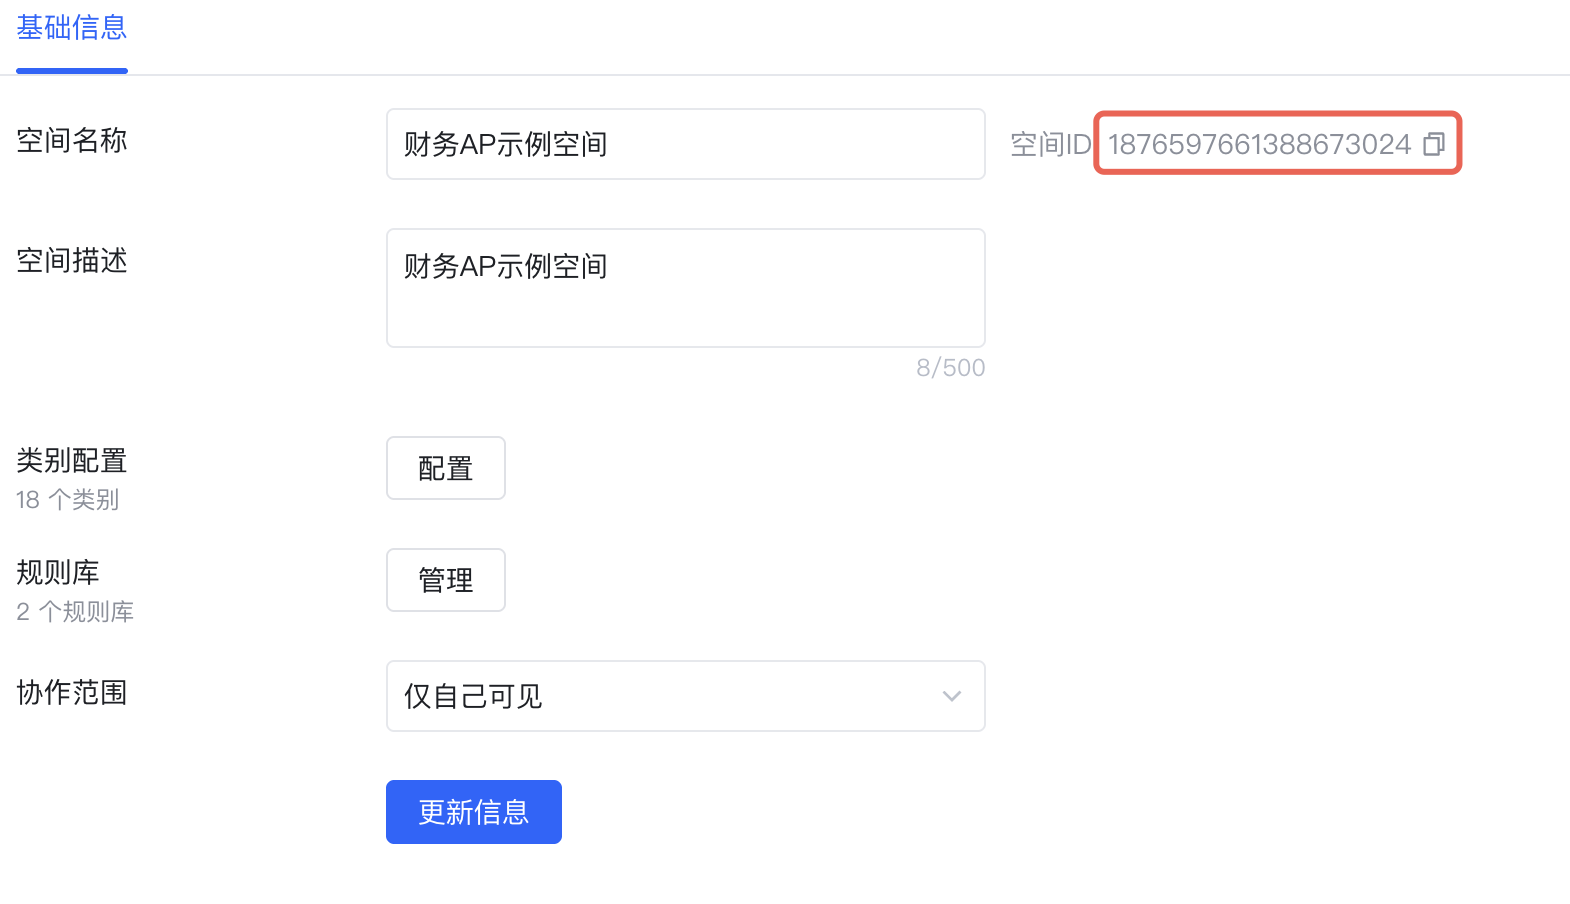 基础信息
空间名称
财务AP示例空间
空间ID 1876597661388673024
空间描述
财务AP示例空间
8/500
类别配置
18 个类别
配置
规则库
2 个规则库
管理
协作范围
仅自己可见
更新信息